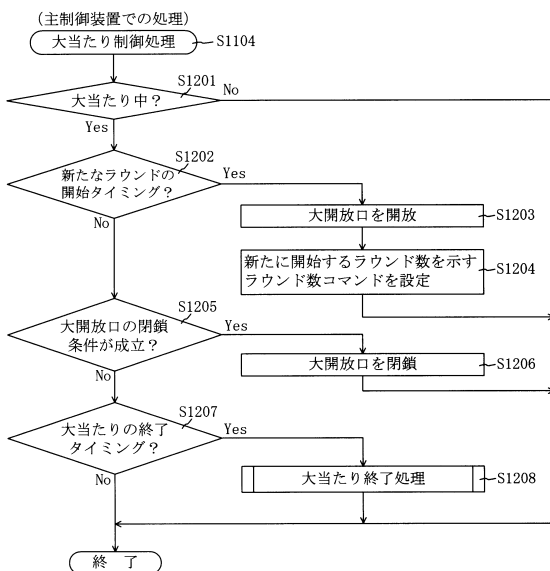 (主制御装置での処理)
大当たり制御処理
S1104
S1201
大当たり中?
No
Yes
S1202
新たなラウンドの
開始タイミング?
Yes
No
大開放口を開放
S1203
新たに開始するラウンド数を示す
ラウンド数コマンドを設定
S1204
S1205
大開放口の閉鎖
条件が成立?
Yes
No
大開放口を閉鎖
S1206
S1207
大当たりの終了
タイミング?
Yes
No
大当たり終了処理
S1208
終 了